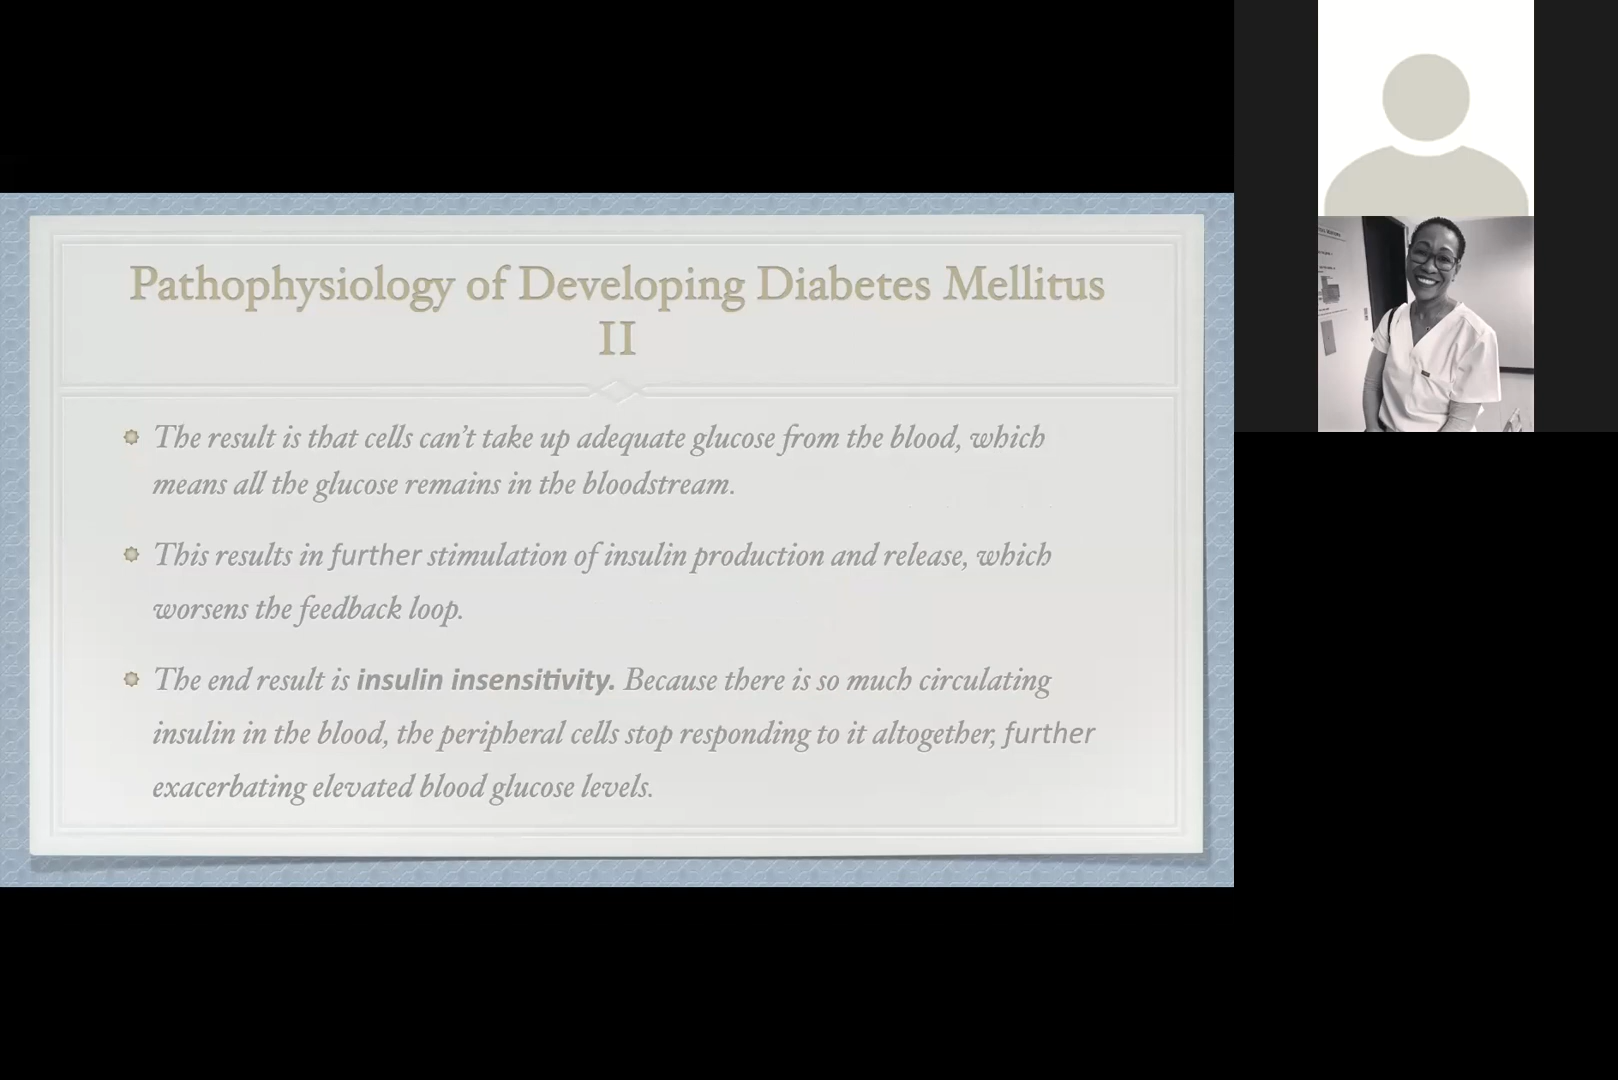 Pathophysiology of Developing Diabetes Mellitus
II
The result is that cells can’t take up adequate glucose from the blood, which
means all the glucose remains in the bloodstream.
This results in further stimulation of insulin production and release, which
worsens the feedback loop.
The end result is insulin insensitivity. Because there is so much circulating
insulin in the blood, the peripheral cells stop responding to it altogether, further
exacerbating elevated blood glucose levels.